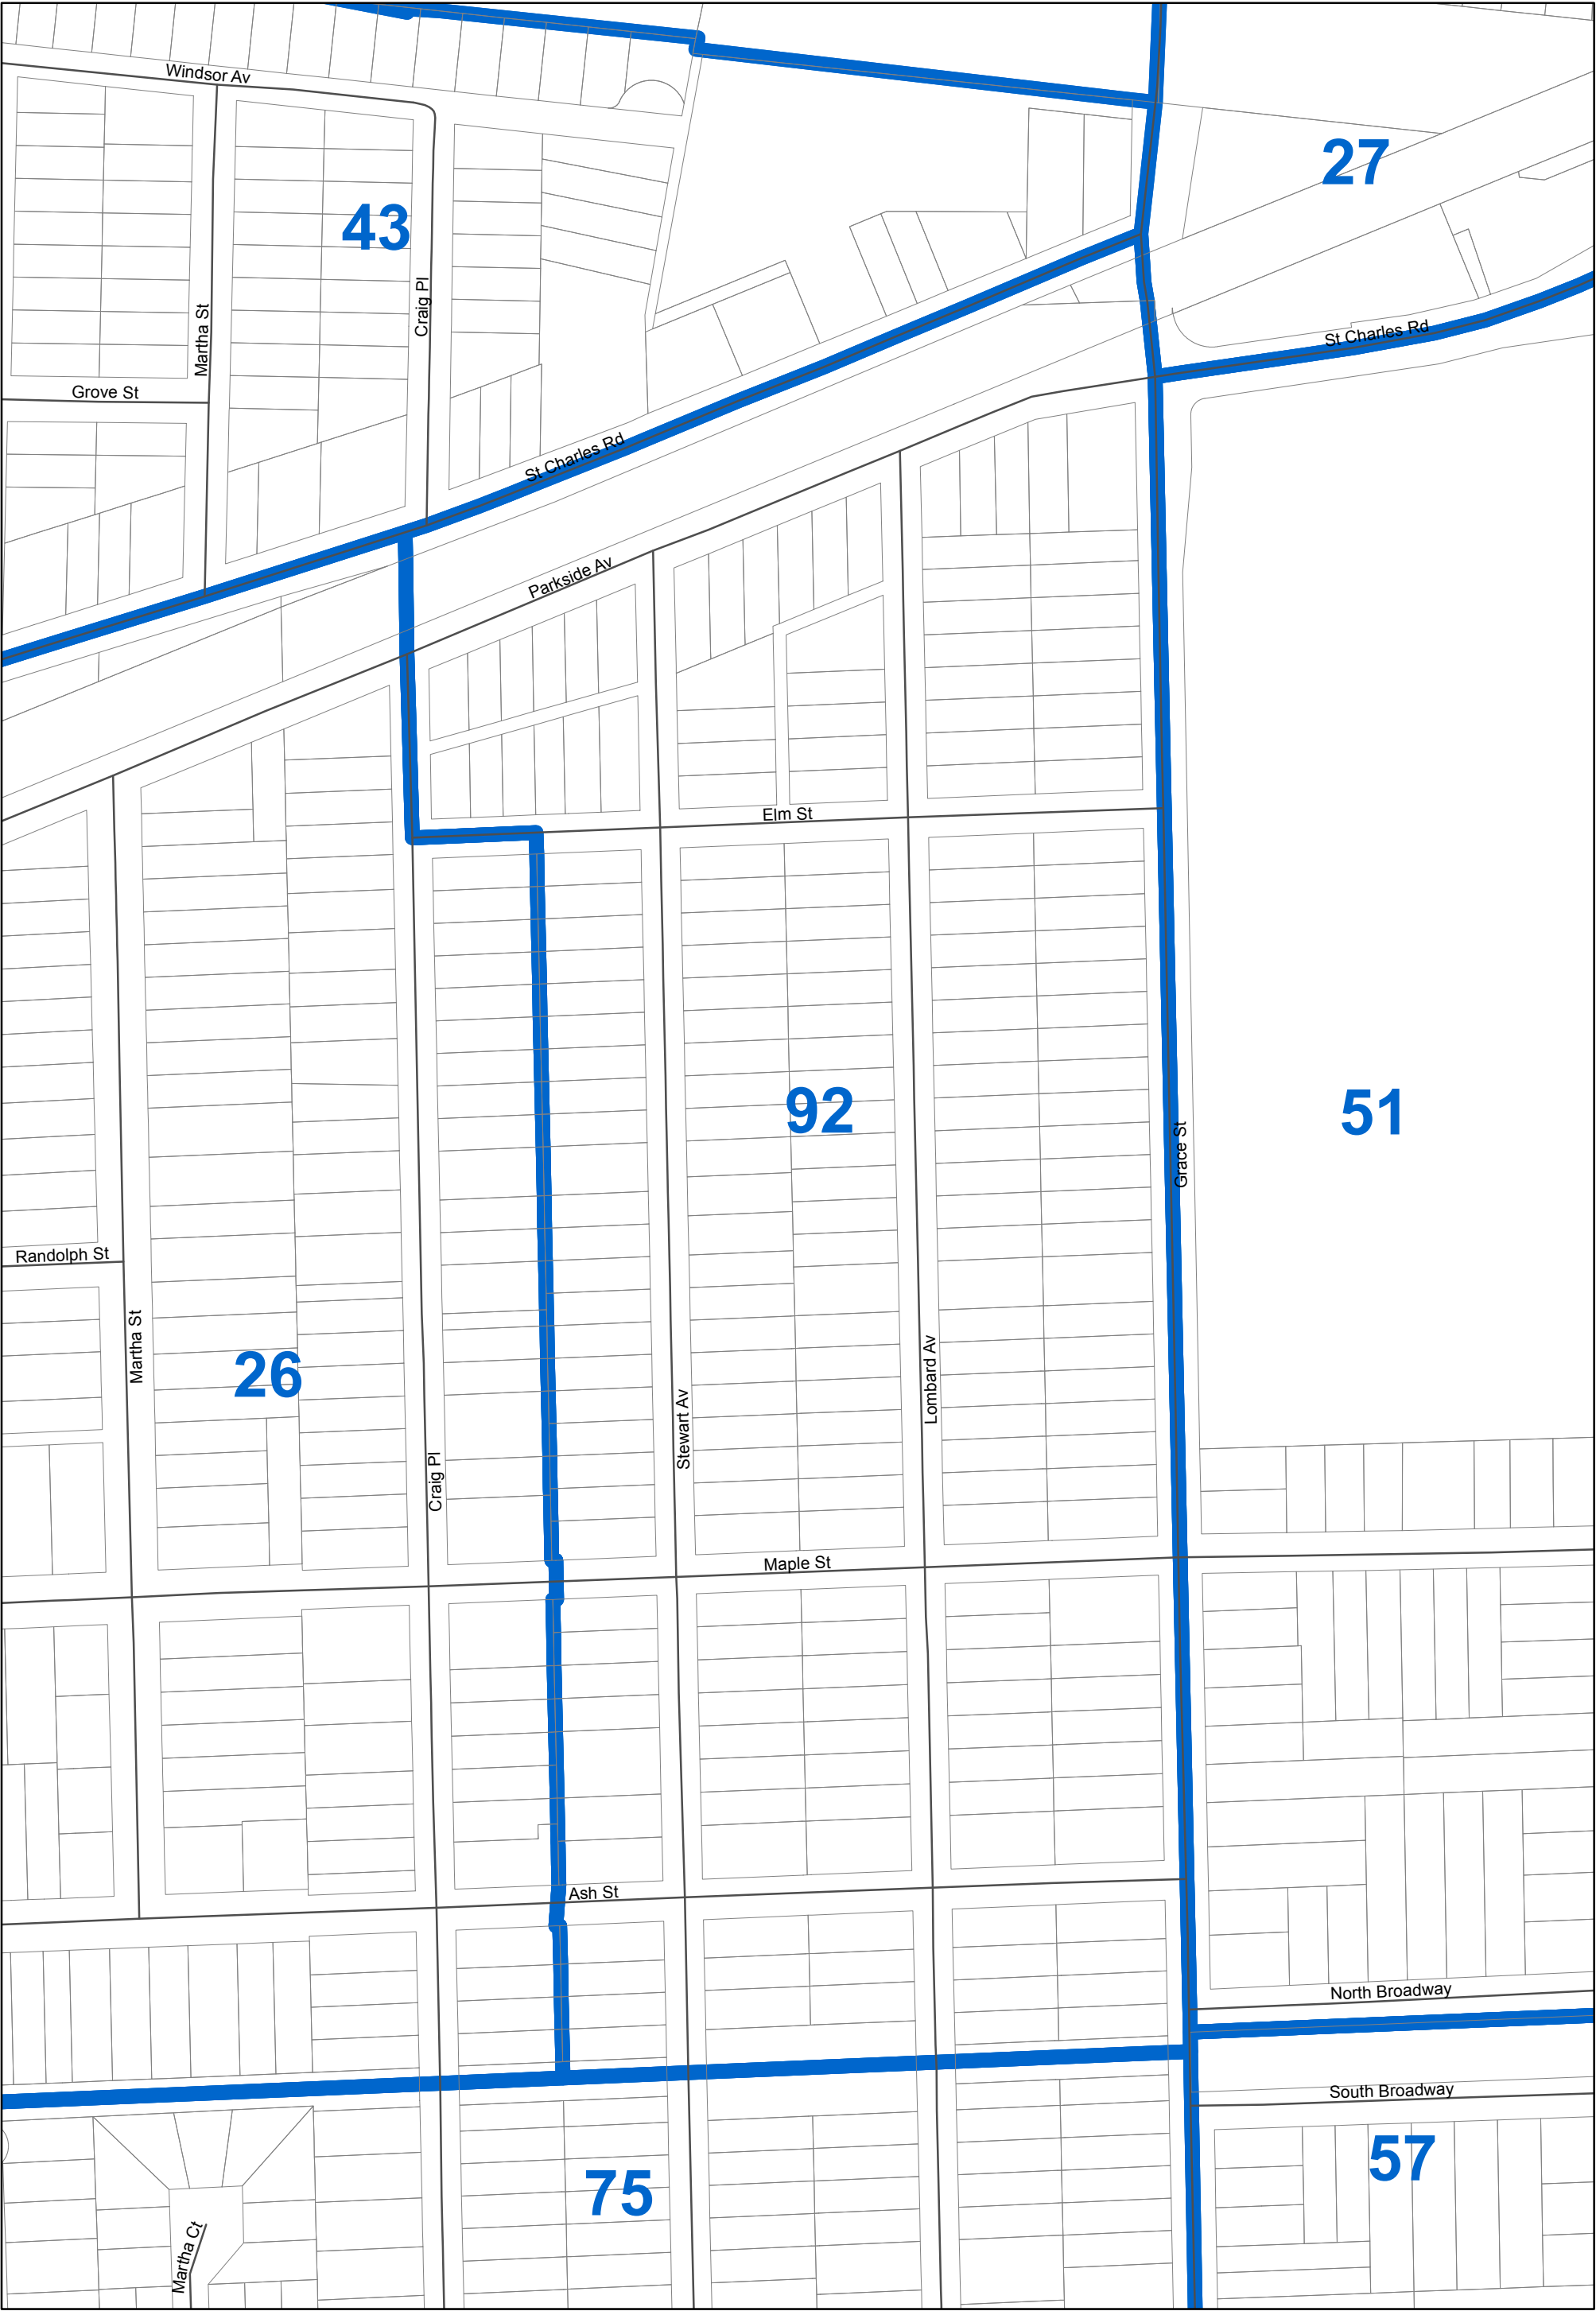 Windsor Av
27
43
Craig Pl
Martha St
St Charles Rd
Grove St
St Charles Rd
Parkside Av
Elm St
92
51
Grace St
Randolph St
Martha St
26
Lombard Av
Stewart Av
Craig Pl
Maple St
Ash St
North Broadway
South Broadway
57
75
Martha Ct